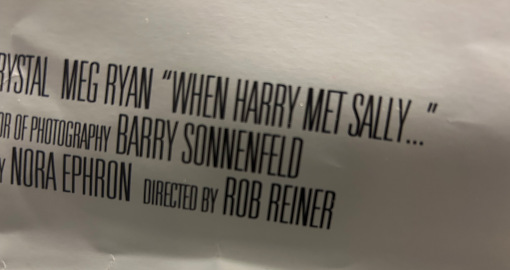 RYSTAL MEG RYAN "WHEN HARRY MET SALLY..."
OR OF PHOTOGRAPHY BARRY SONNENFELD
Y NORA EPHRON DIRECTED BY ROB REINER